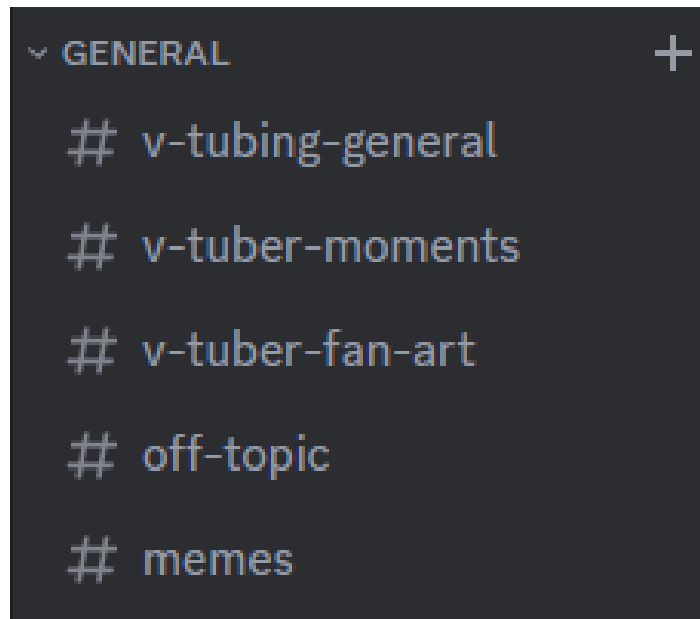 GENERAL
# v-tubing-general
# v-tuber-moments
# v-tuber-fan-art
# off-topic
# memes